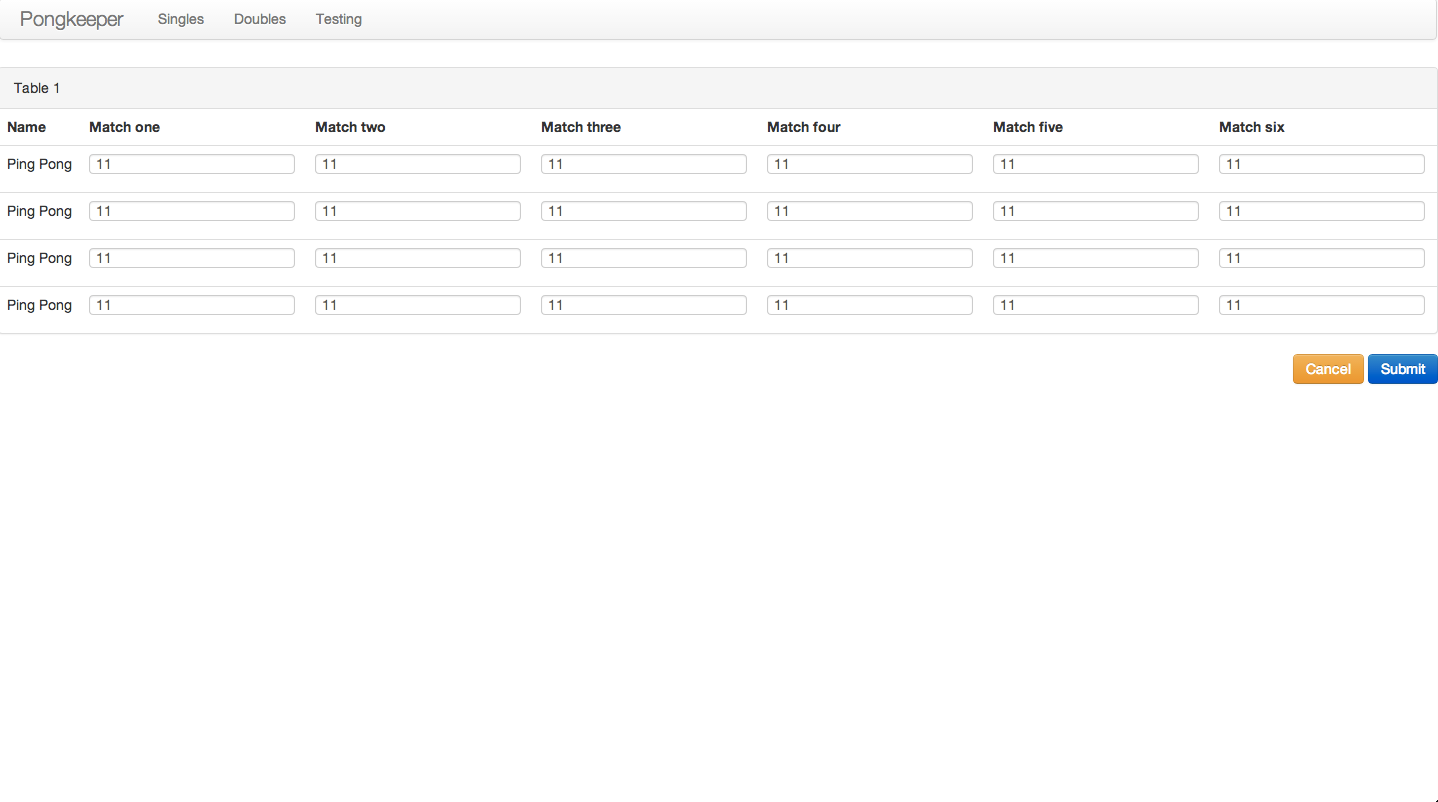 Pongkeeper Singles Doubles Testing
Table 1
Name Match one Match two Match three Match four Match five Match six
Ping Pong 11 11 11 11 11 11
Ping Pong 11 11 11 11 11 11
Ping Pong 11 11 11 11 11 11
Ping Pong 11 11 11 11 11 11
Cancel Submit